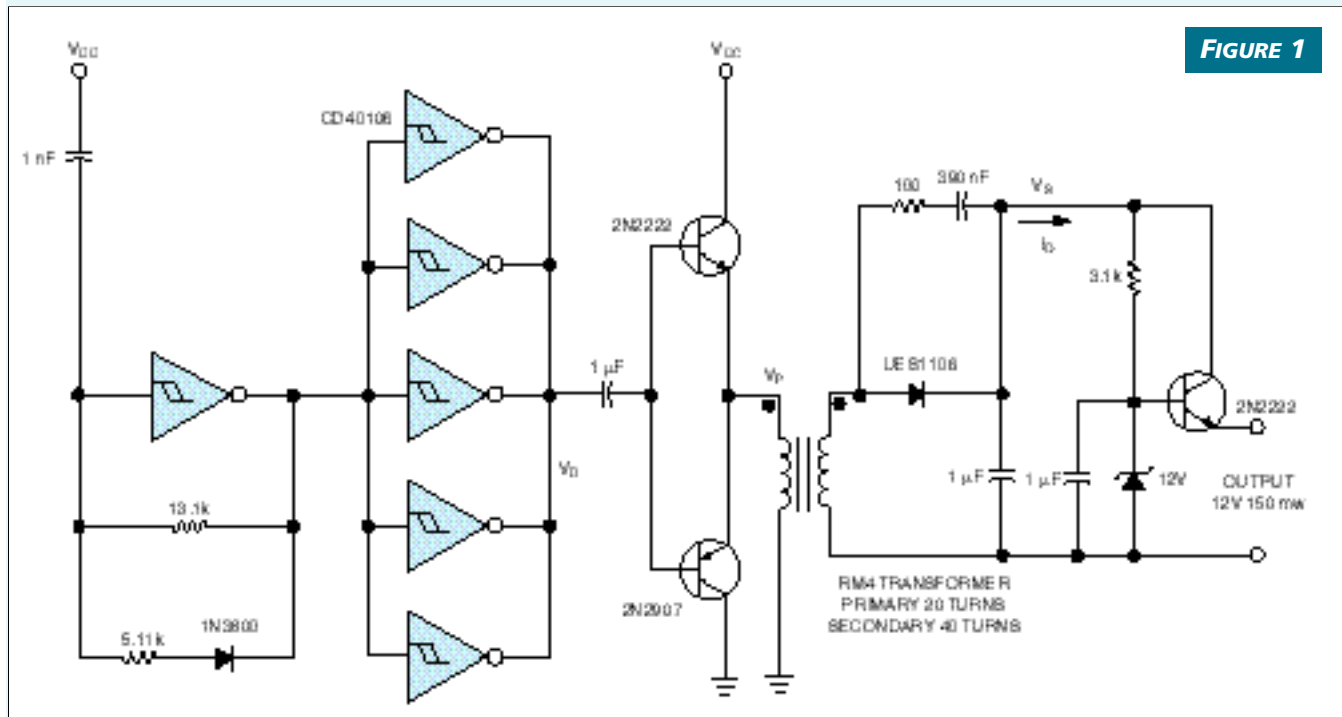 FIGURE 1
VCC
VCC
CD40106
1 nF
100
390 nF
VS
IO
2N2222
3.1k
1 µF
UES1106
VP
2N2222
VD
1 µF
1 µF
12V
OUTPUT
12V 150 mw
13.1k
2N2907
RM4 TRANSFORMER
PRIMARY 20 TURNS
SECONDARY 40 TURNS
5.11k
1N3600